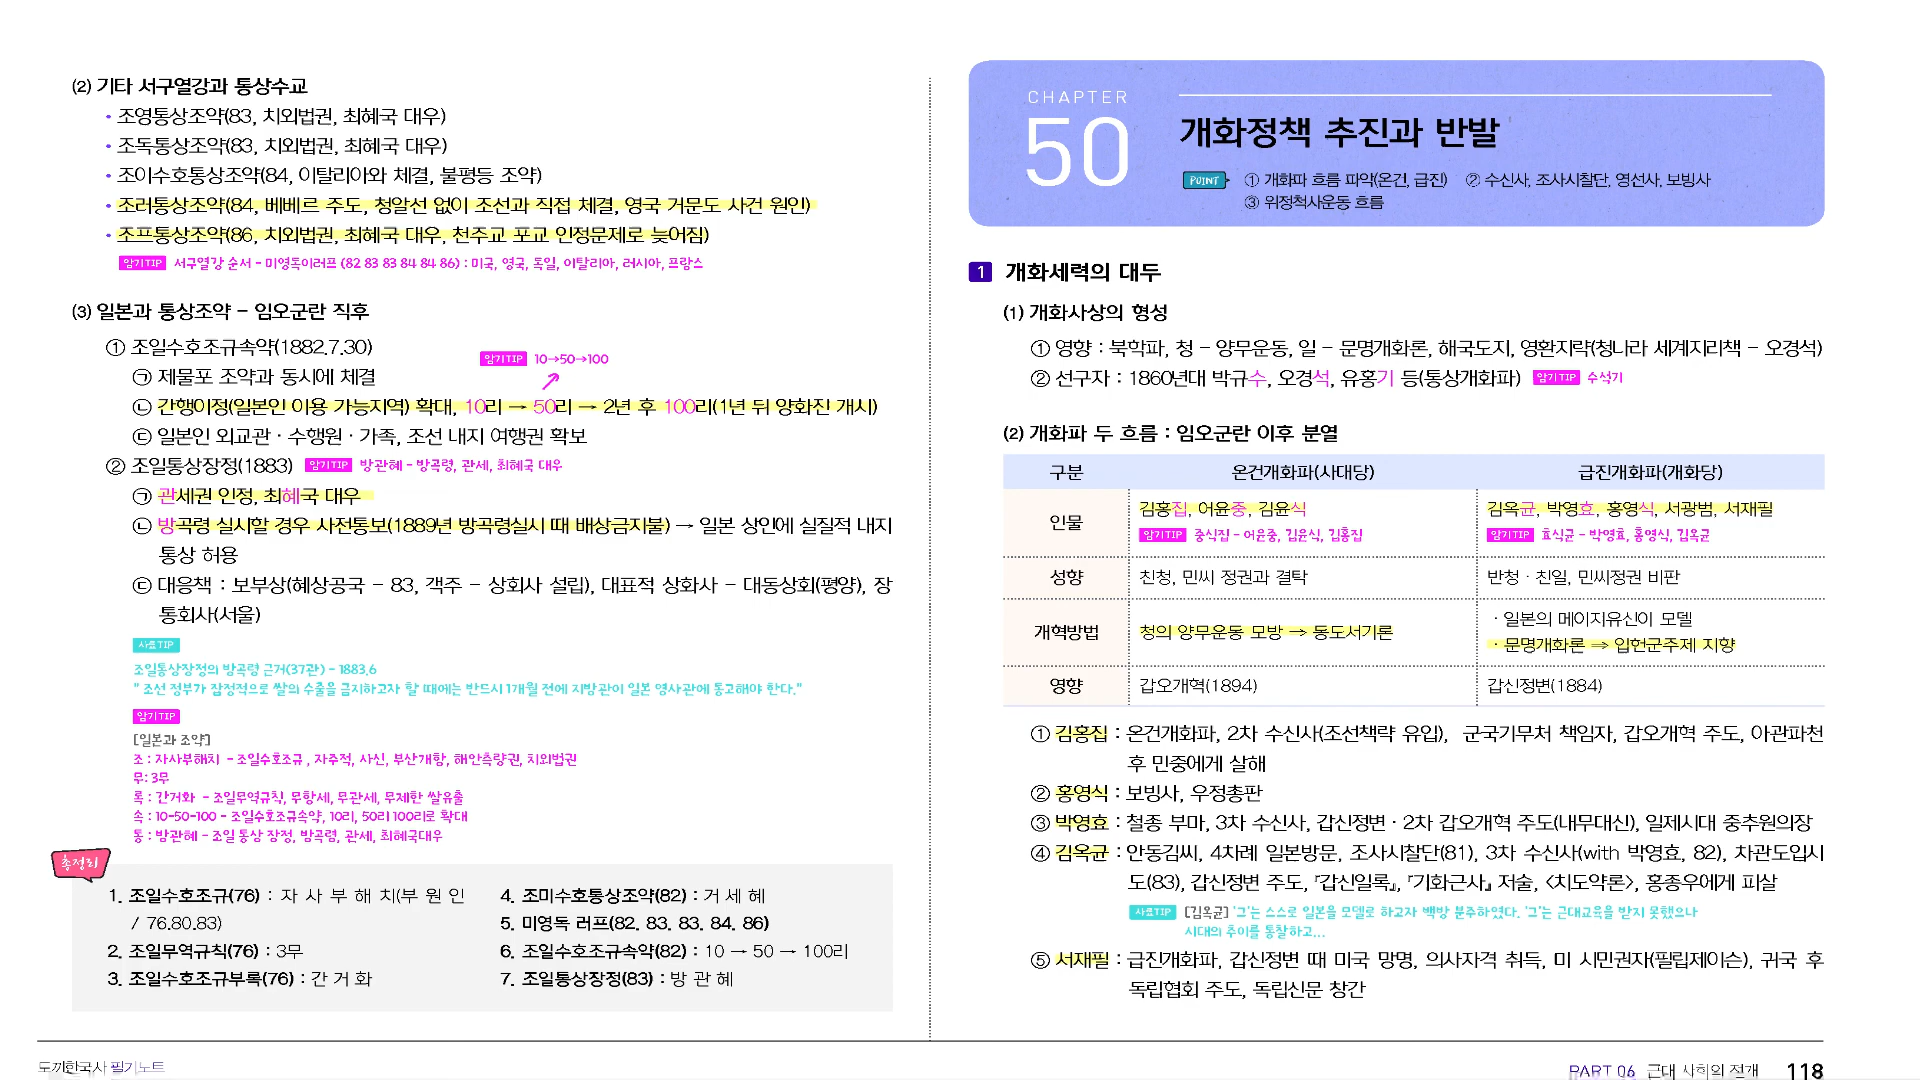 (2) 기타 서구열강과 통상수교
• 조영통상조약(83, 치외법권, 최혜국 대우)
• 조독통상조약(83, 치외법권, 최혜국 대우)
• 조이수호통상조약(84, 이탈리아와 체결, 불평등 조약)
• 조러통상조약(84, 베베르 주도, 청알선 없이 조선과 직접 체결, 영국 거문도 사건 원인)
• 조프통상조약(86, 치외법권, 최혜국 대우, 천주교 포교 인정문제로 늦어짐)
암기TIP 서구열강 순서 - 미영독이러프 (82 83 83 84 84 86) : 미국, 영국, 독일, 이탈리아, 러시아, 프랑스
(3) 일본과 통상조약 - 임오군란 직후
① 조일수호조규속약(1882.7.30)
암기TIP 10→50→100
㉠ 제물포 조약과 동시에 체결
㉡ 간행이정(일본인 이용 가능지역) 확대, 10리 → 50리 → 2년 후 100리(1년 뒤 양화진 개시)
㉢ 일본인 외교관 · 수행원 · 가족, 조선 내지 여행권 확보
② 조일통상장정(1883) 암기TIP 방관혜 - 방곡령, 관세, 최혜국 대우
㉠ 관세권 인정, 최혜국 대우
㉡ 방곡령 실시할 경우 사전통보(1889년 방곡령실시 때 배상금지불) → 일본 상인에 실질적 내지
통상 허용
㉢ 대응책 : 보부상(혜상공국 - 83, 객주 - 상회사 설립), 대표적 상화사 - 대동상회(평양), 장
통회사(서울)
사료TIP
조일통상장정의 방곡령 근거(37관) - 1883.6
" 조선 정부가 잠정적으로 쌀의 수출을 금지하고자 할 때에는 반드시 1개월 전에 지방관이 일본 영사관에 통고해야 한다."
암기TIP
[일본과 조약]
조 : 자사부해치 - 조일수호조규, 자주적, 사신, 부산개항, 해안측량권, 치외법권
무: 3무
록 : 간거화 - 조일무역규칙, 무항세, 무관세, 무제한 쌀유출
속 : 10-50-100 - 조일수호조규속약, 10리, 50리 100리로 확대
통 : 방관혜 - 조일 통상 장정, 방곡령, 관세, 최혜국대우
총정리
1. 조일수호조규(76) : 자 사 부 해 치(부 원 인
/ 76.80.83)
2. 조일무역규칙(76) : 3무
3. 조일수호조규부록(76) : 간 거 화
4. 조미수호통상조약(82) : 거 세 혜
5. 미영독 러프(82. 83. 83. 84. 86)
6. 조일수호조규속약(82) : 10 → 50 → 100리
7. 조일통상장정(83) : 방 관 혜
도끼한국사 필기노트
CHAPTER
50
개화정책 추진과 반발
POINT ① 개화파 흐름 파악(온건, 급진) ② 수신사, 조사시찰단, 영선사, 보빙사
③ 위정척사운동 흐름
1 개화세력의 대두
(1) 개화사상의 형성
① 영향 : 북학파, 청 - 양무운동, 일 - 문명개화론, 해국도지, 영환지략(청나라 세계지리책 - 오경석)
② 선구자 : 1860년대 박규수, 오경석, 유홍기 등(통상개화파) 암기TIP 수석기
(2) 개화파 두 흐름 : 임오군란 이후 분열
구분 온건개화파(사대당) 급진개화파(개화당)
인물 김홍집, 어윤중, 김윤식 김옥균, 박영효, 홍영식, 서광범, 서재필
암기TIP 중식집 - 어윤중, 김윤식, 김홍집 암기TIP 효식균 - 박영효, 홍영식, 김옥균
성향 친청, 민씨 정권과 결탁 반청 · 친일, 민씨정권 비판
개혁방법 청의 양무운동 모방 → 동도서기론 · 일본의 메이지유신이 모델
· 문명개화론 ⇒ 입헌군주제 지향
영향 갑오개혁(1894) 갑신정변(1884)
① 김홍집 : 온건개화파, 2차 수신사(조선책략 유입), 군국기무처 책임자, 갑오개혁 주도, 아관파천
후 민중에게 살해
② 홍영식 : 보빙사, 우정총판
③ 박영효 : 철종 부마, 3차 수신사, 갑신정변 · 2차 갑오개혁 주도(내무대신), 일제시대 중추원의장
④ 김옥균 : 안동김씨, 4차례 일본방문, 조사시찰단(81), 3차 수신사(with 박영효, 82), 차관도입시
도(83), 갑신정변 주도, 『갑신일록』, 『기화근사』 저술, <치도약론>, 홍종우에게 피살
사료TIP [김옥균] '그'는 스스로 일본을 모델로 하고자 백방 분주하였다. '그'는 근대교육을 받지 못했으나
시대의 추이를 통찰하고...
⑤ 서재필 : 급진개화파, 갑신정변 때 미국 망명, 의사자격 취득, 미 시민권자(필립제이슨), 귀국 후
독립협회 주도, 독립신문 창간
PART 06 근대 사회의 전개 118